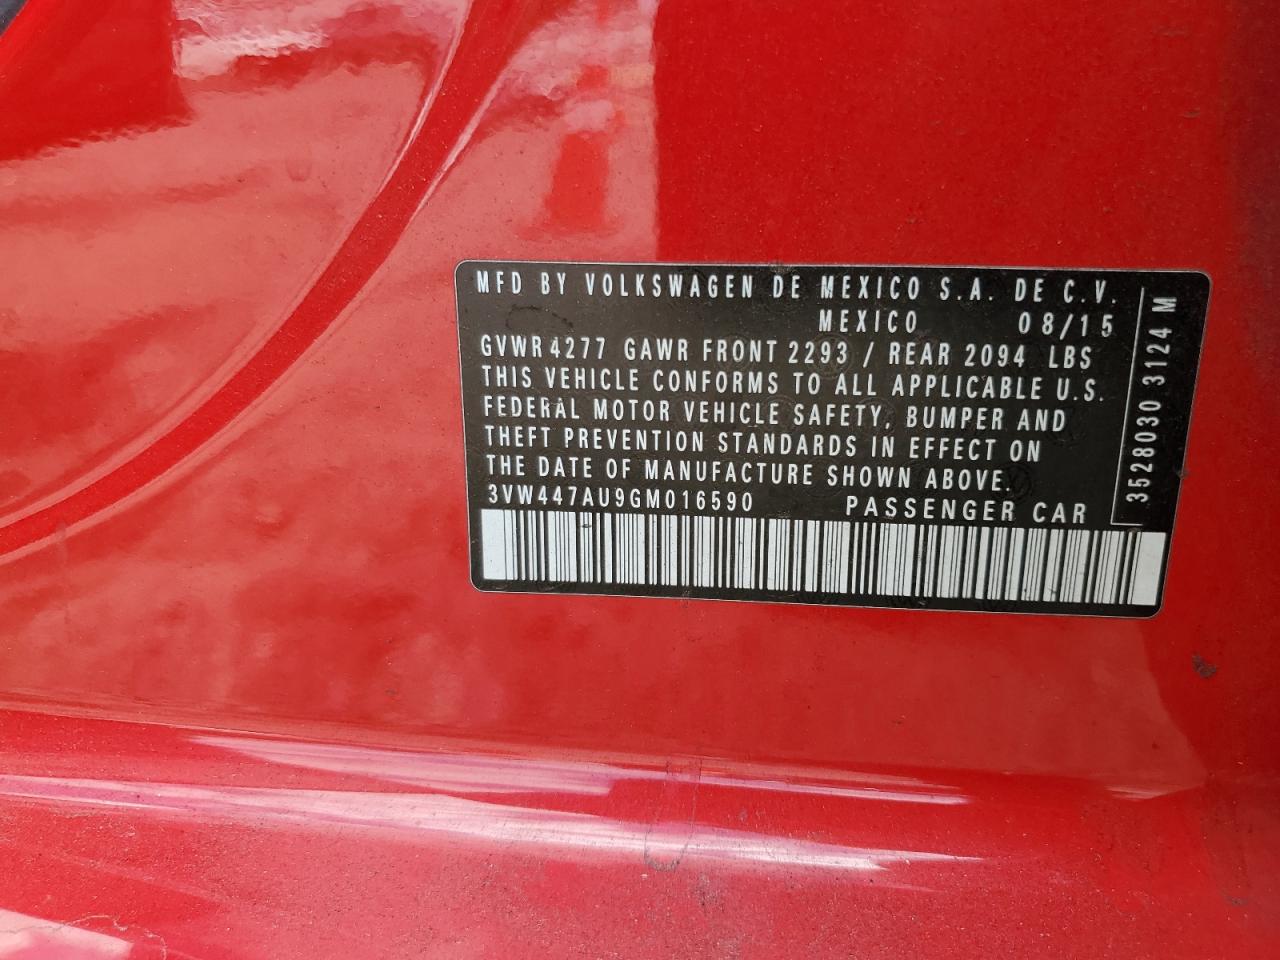 MFD BY VOLKSWAGEN DE MEXICO S.A. DE C.V.
MEXICO 08/15
GVWR 4277 GAWR FRONT 2293 / REAR 2094 LBS
THIS VEHICLE CONFORMS TO ALL APPLICABLE U.S.
FEDERAL MOTOR VEHICLE SAFETY, BUMPER AND
THEFT PREVENTION STANDARDS IN EFFECT ON
THE DATE OF MANUFACTURE SHOWN ABOVE.
3VW447AU9GM016590 PASSENGER CAR
3528030 3124 M